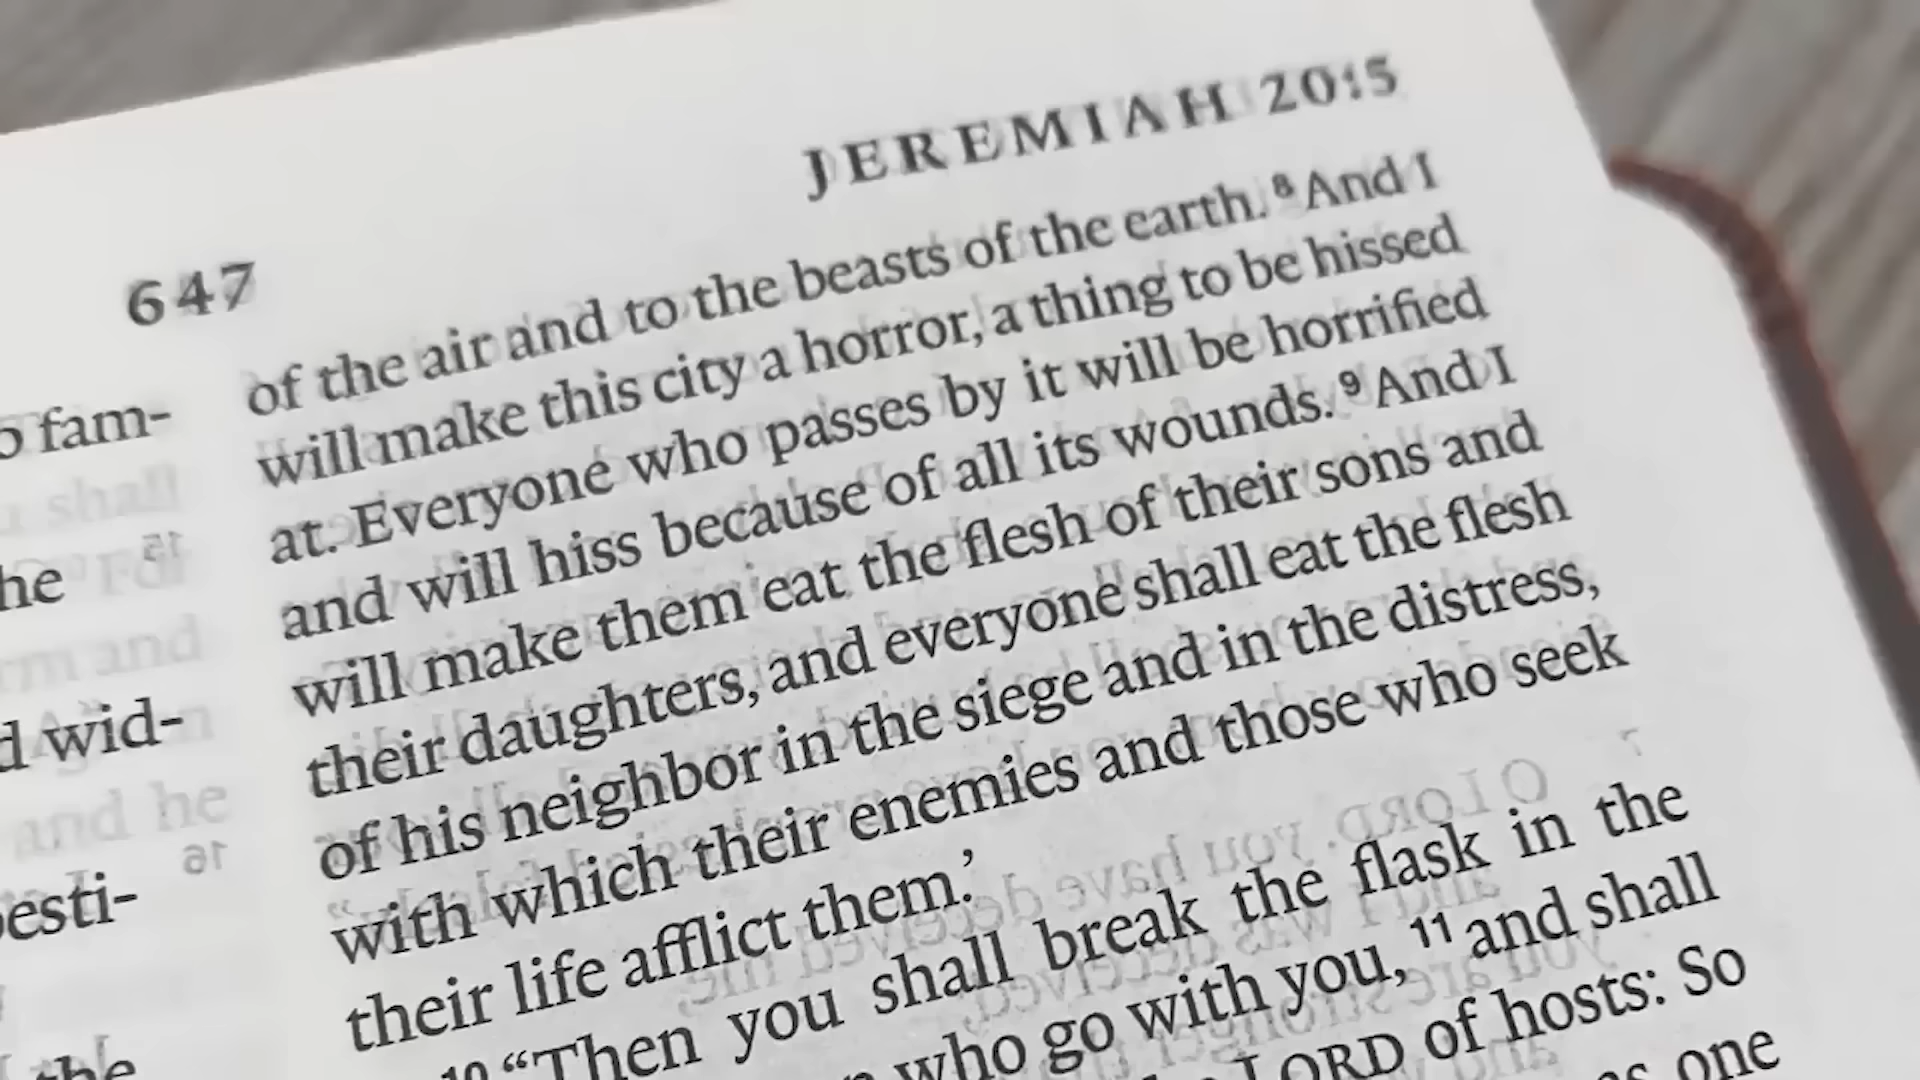 JEREMIAH 20:5
647
fam-
he
wid-
esti-
the
of the air and to the beasts of the earth. 8 And I
will make this city a horror, a thing to be hissed
at. Everyone who passes by it will be horrified
and will hiss because of all its wounds. 9 And I
will make them eat the flesh of their sons and
their daughters, and everyone shall eat the flesh
of his neighbor in the siege and in the distress,
with which their enemies and those who seek
their life afflict them.’
10 “Then you shall break the flask in the
who go with you, 11 and shall
LORD of hosts: So
one